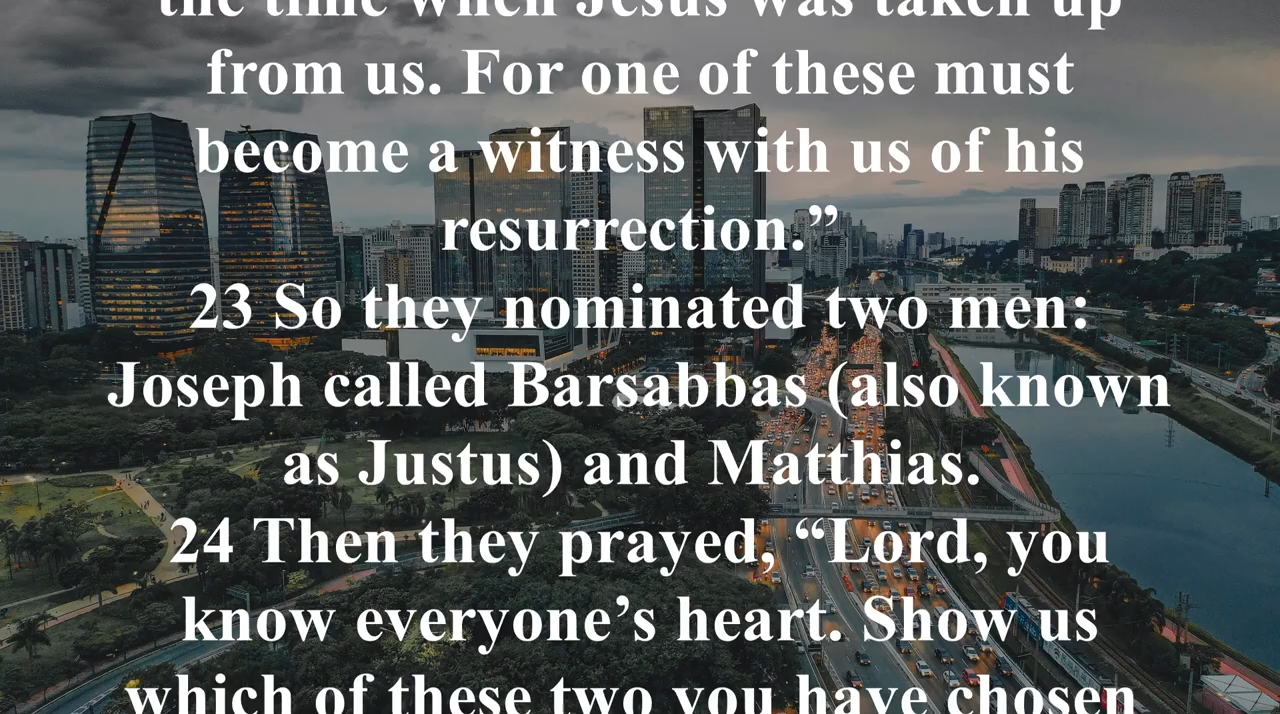 the time when Jesus was taken up
from us. For one of these must
become a witness with us of his
resurrection.”
23 So they nominated two men:
Joseph called Barsabbas (also known
as Justus) and Matthias.
24 Then they prayed, “Lord, you
know everyone’s heart. Show us
which of these two you have chosen